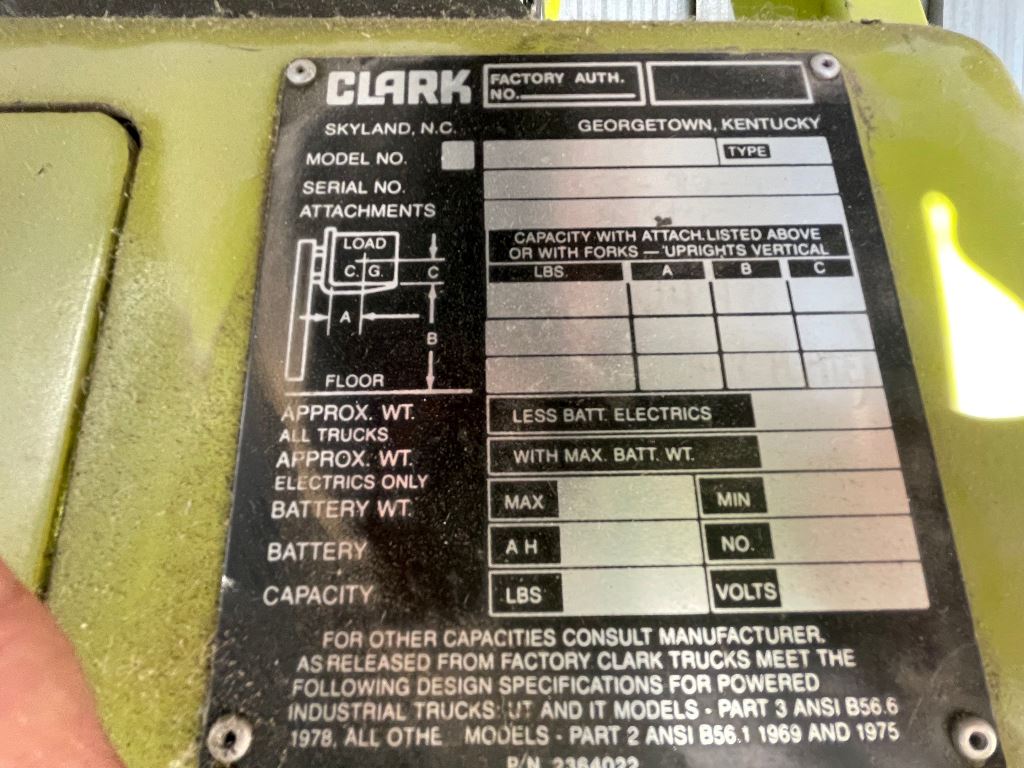 CLARK FACTORY AUTH.
NO.
SKYLAND, N.C. GEORGETOWN, KENTUCKY
MODEL NO. TYPE
SERIAL NO.
ATTACHMENTS
CAPACITY WITH ATTACH. LISTED ABOVE
OR WITH FORKS — UPRIGHTS VERTICAL
LBS. A B C
LOAD
C. G. C
A
B
FLOOR
APPROX. WT. LESS BATT. ELECTRICS
ALL TRUCKS
APPROX. WT. WITH MAX. BATT. WT.
ELECTRICS ONLY
BATTERY WT. MAX MIN
BATTERY A H NO.
CAPACITY LBS VOLTS
FOR OTHER CAPACITIES CONSULT MANUFACTURER.
AS RELEASED FROM FACTORY CLARK TRUCKS MEET THE
FOLLOWING DESIGN SPECIFICATIONS FOR POWERED
INDUSTRIAL TRUCKS: UT AND IT MODELS - PART 3 ANSI B56.6
1978, ALL OTHE MODELS - PART 2 ANSI B56.1 1969 AND 1975
P/N 2364022